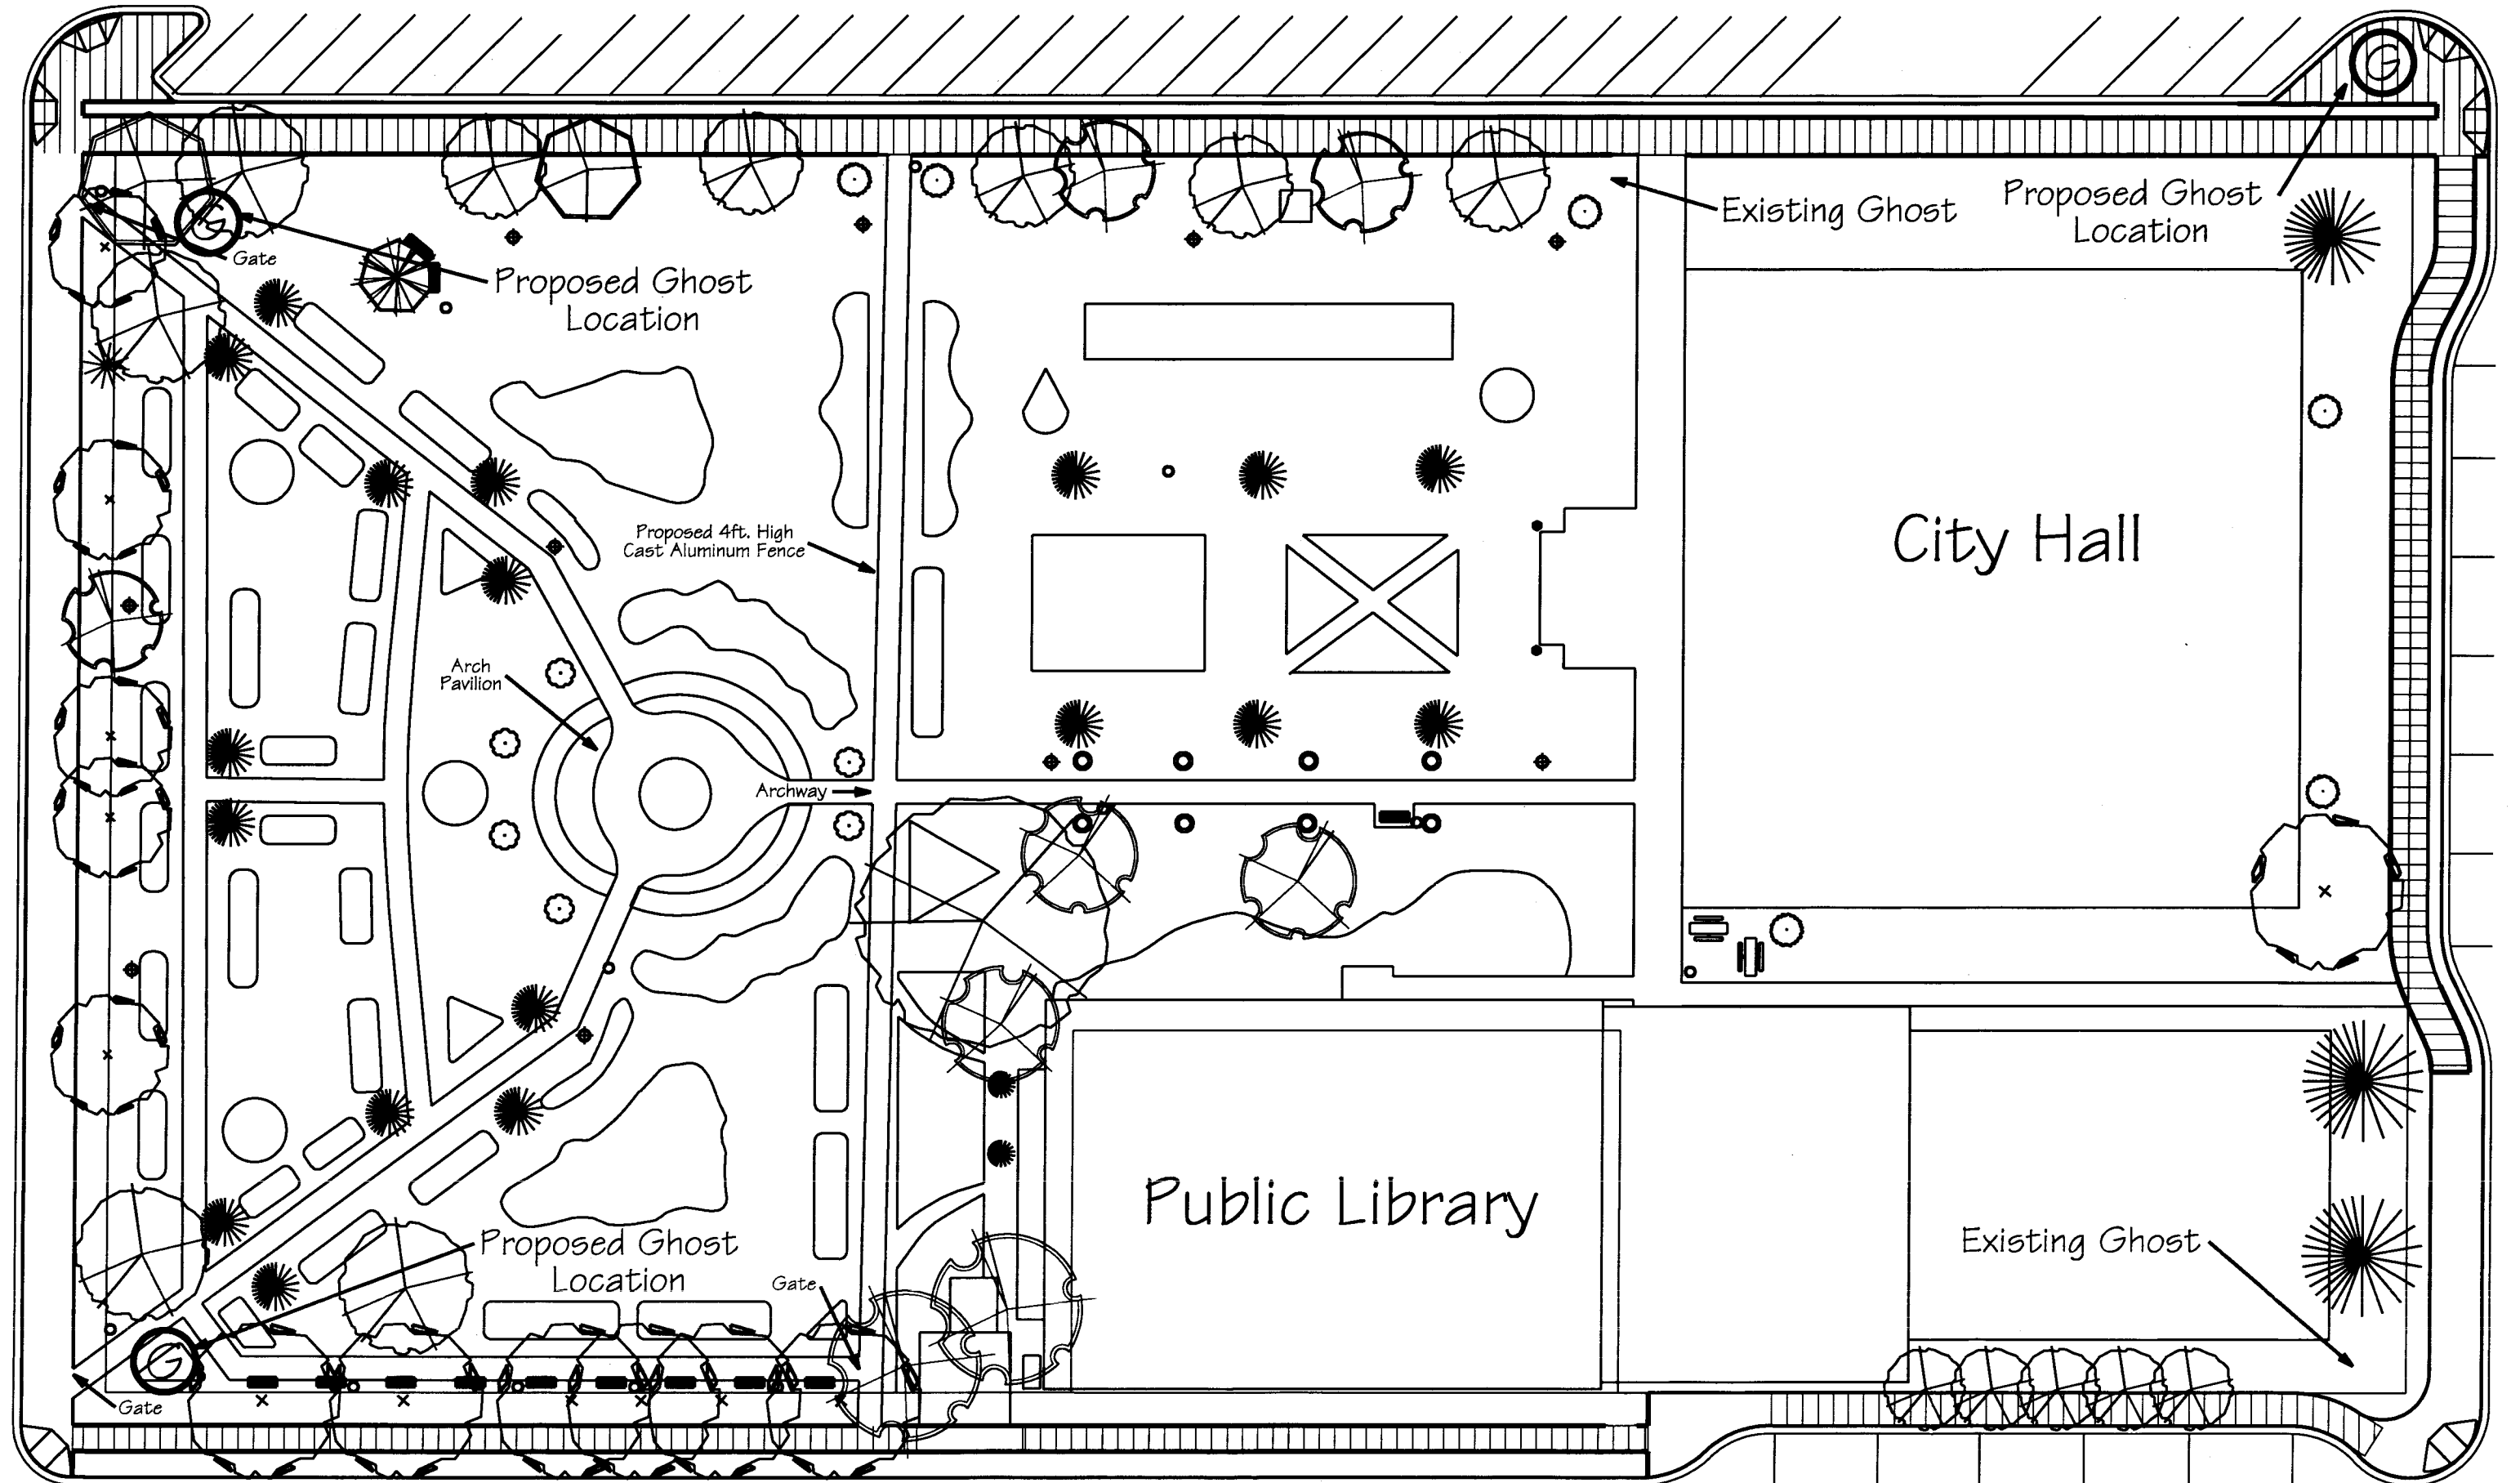 G
Existing Ghost
Proposed Ghost
Location
G
Gate
Proposed Ghost
Location
City Hall
Proposed 4ft. High
Cast Aluminum Fence
Arch
Pavilion
Archway
Public Library
Proposed Ghost
Location
Gate
Existing Ghost
G
Gate